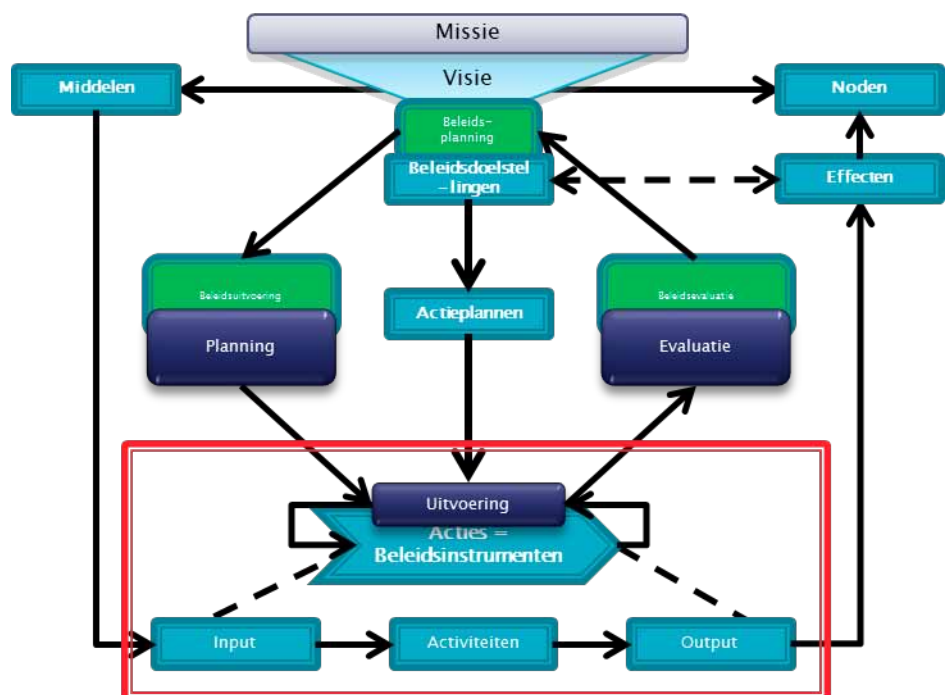 Missie
Visie
Middelen
Noden
Beleids-
planning
Beleidsdoelstel
-lingen
Effecten
Beleidsuitvoering
Planning
Actieplannen
Beleidsevaluatie
Evaluatie
Uitvoering
Acties =
Beleidsinstrumenten
Input
Activiteiten
Output